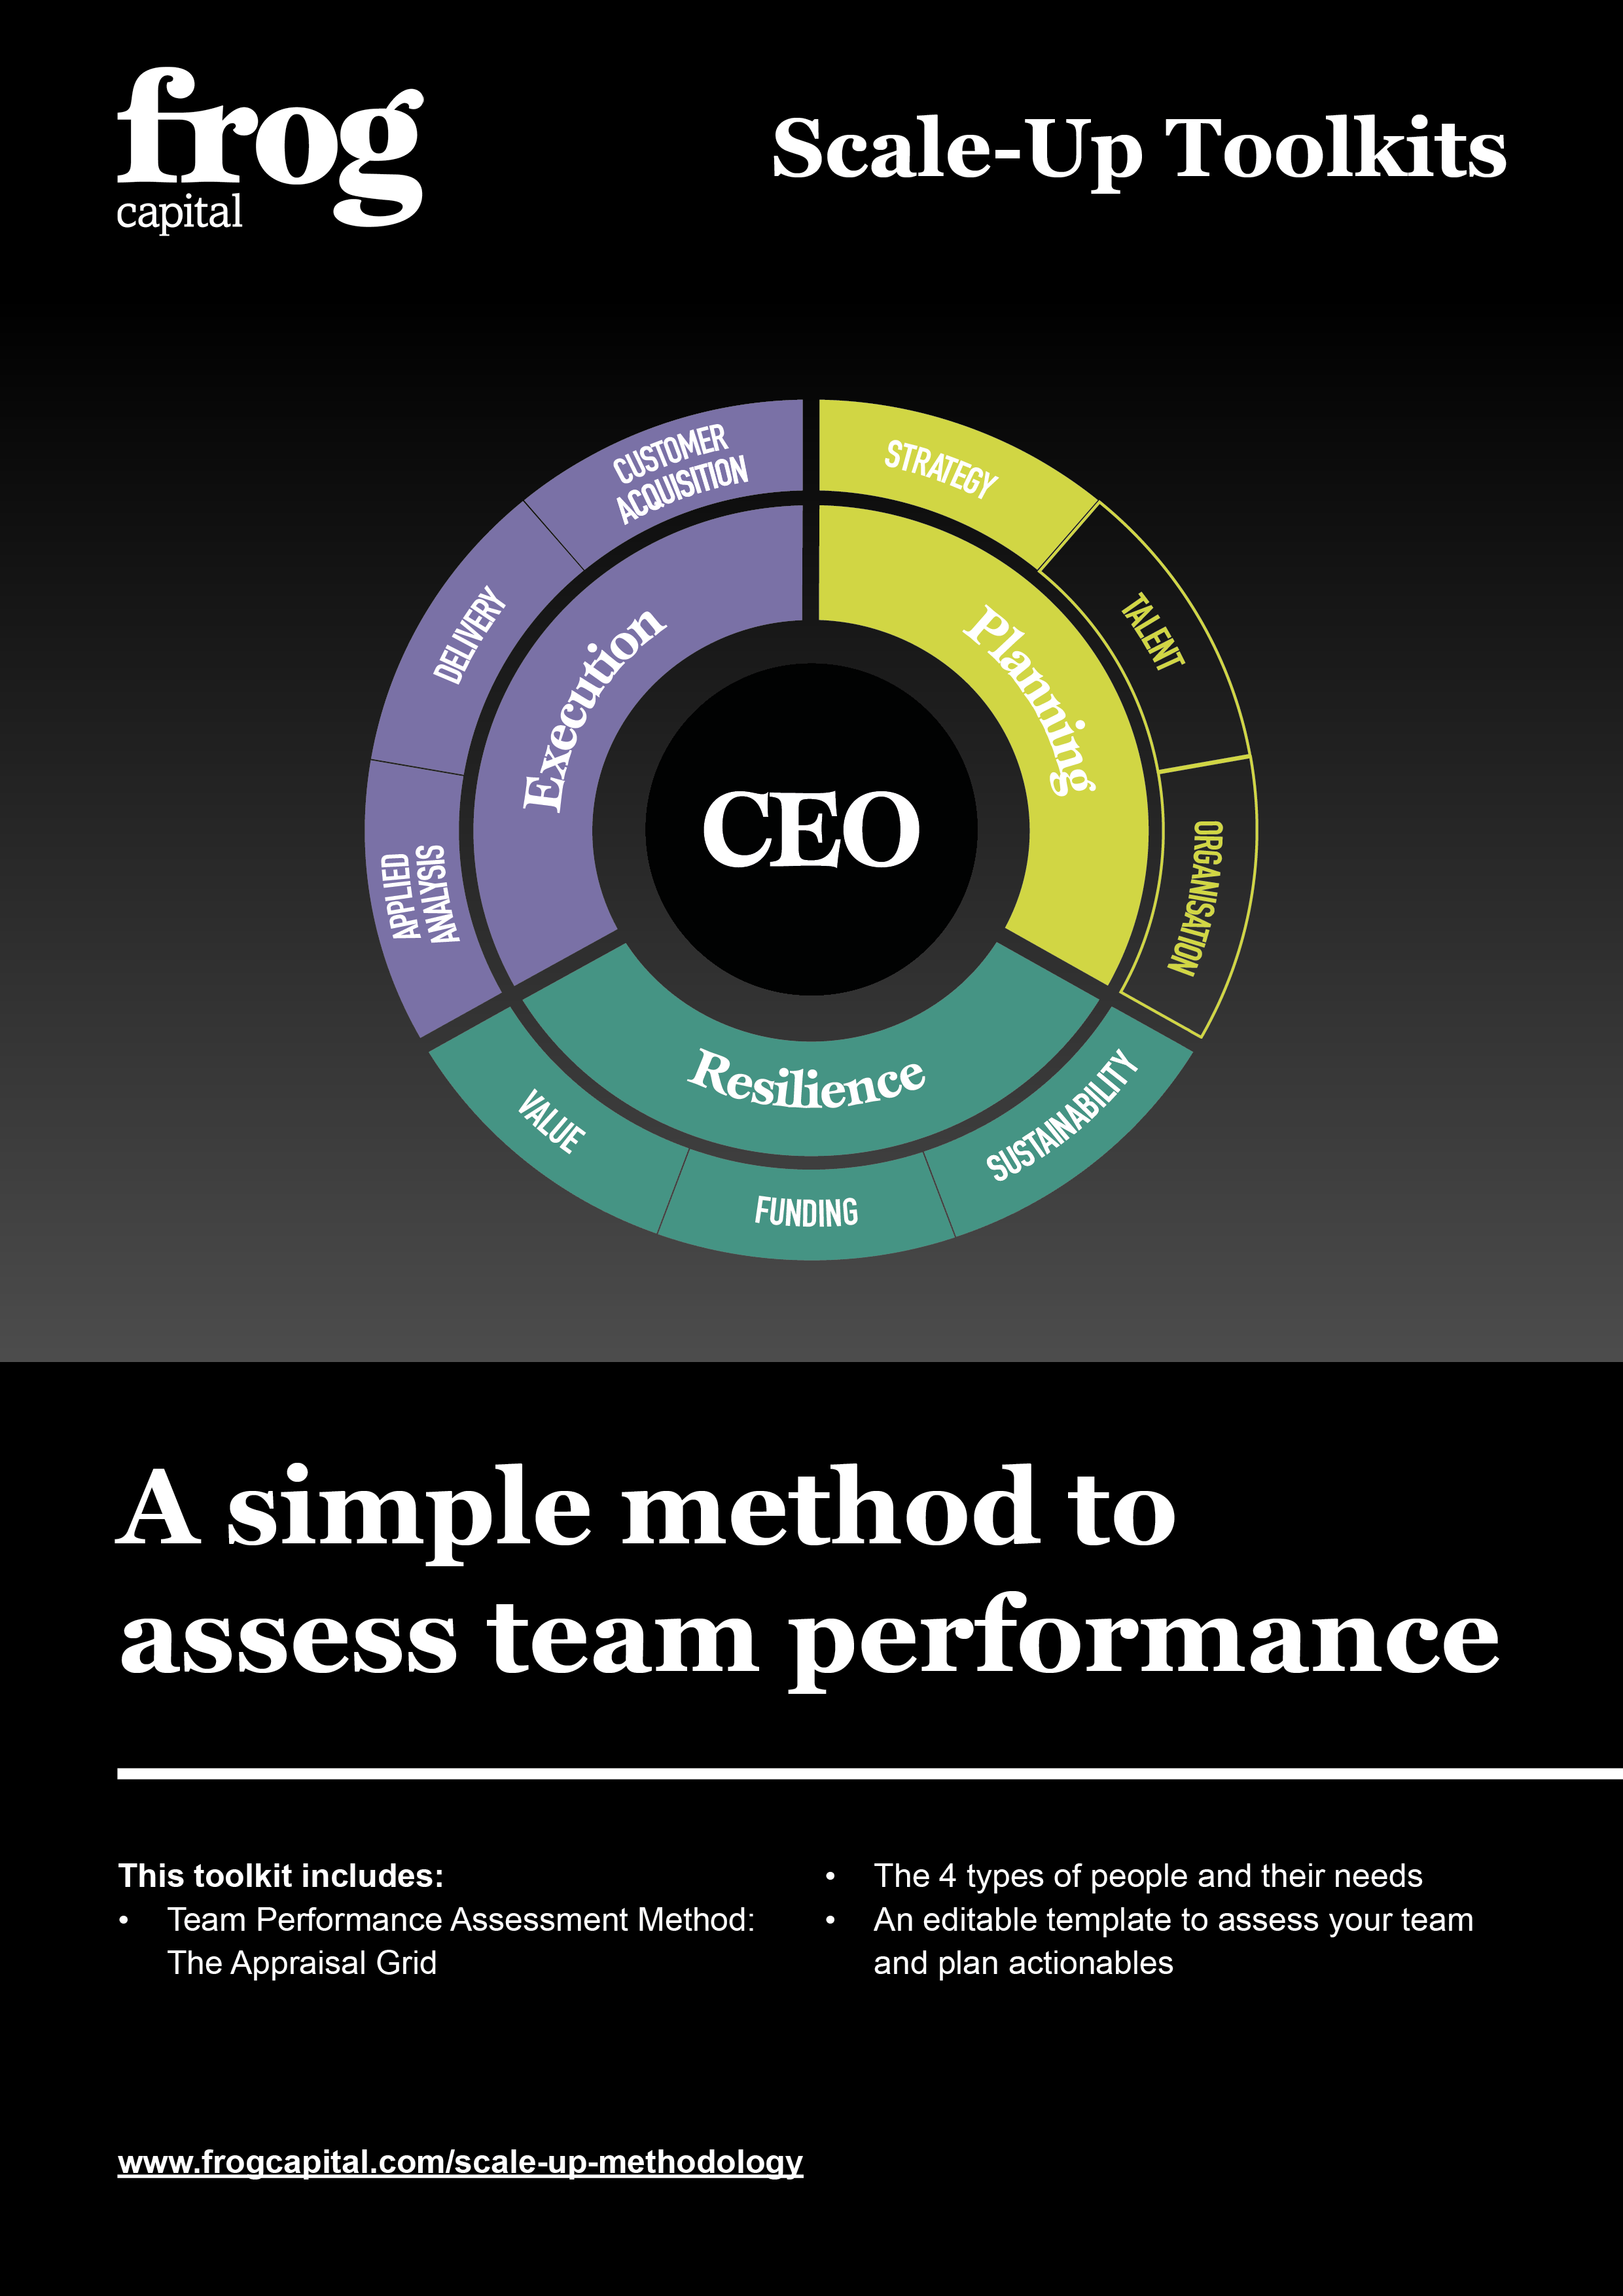 frog
capital
Scale-Up Toolkits
CUSTOMER
ACQUISITION
STRATEGY
DELIVERY
TALENT
Execution
Planning
CEO
APPLIED
ANALYSIS
ORGANISATION
Resilience
VALUE
FUNDING
SUSTAINABILITY
A simple method to
assess team performance
This toolkit includes:
• Team Performance Assessment Method:
The Appraisal Grid
• The 4 types of people and their needs
• An editable template to assess your team
and plan actionables
www.frogcapital.com/scale-up-methodology